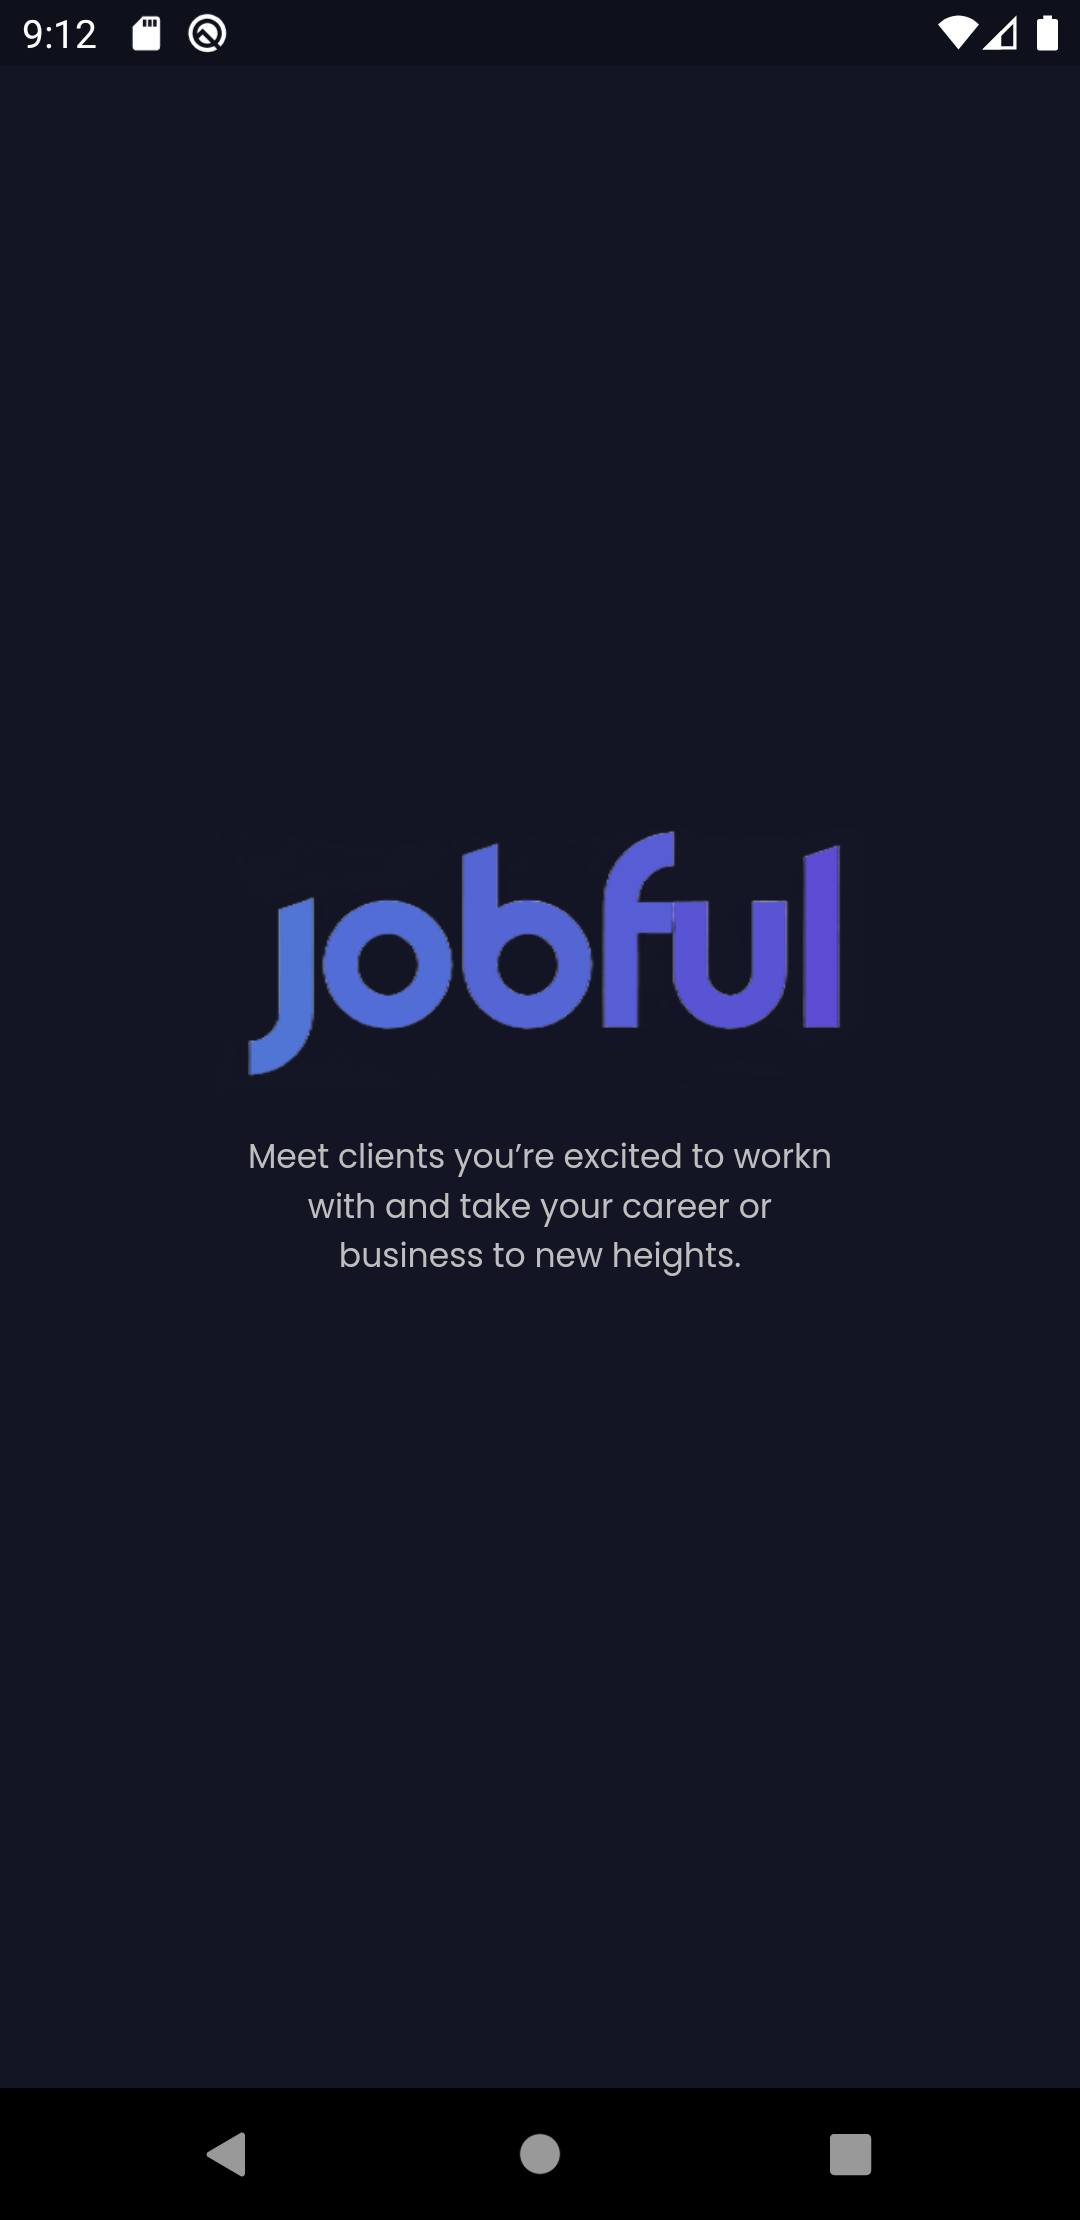 9:12
jobful
Meet clients you’re excited to workn
with and take your career or
business to new heights.